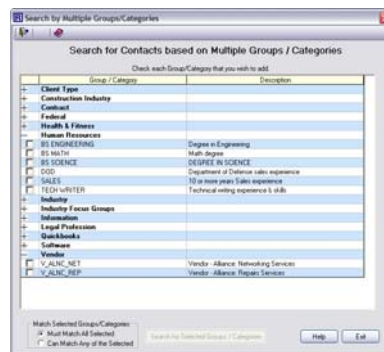 Search by Multiple Groups/Categories
Search for Contacts based on Multiple Groups / Categories
Check each Group/Category that you wish to add.
Group / Category Description
Client Type
Construction Industry
Contract
Federal
Health & Fitness
Human Resources
BS ENGINEERING Degree in Engineering
BS MATH Math degree
BS SCIENCE DEGREE IN SCIENCE
DOD Department of Defense sales experience
SALES 10 or more years Sales experience
TECH WRITER Technical writing experience & skills
Industry
Industry Focus Groups
Information
Legal Profession
Quickbooks
Software
Vendor
V_ALNC_NET Vendor - Alliance: Networking Services
V_ALNC_REP Vendor - Alliance: Repairs Services
Match Selected Groups/Categories
Must Match All Selected
Can Match Any of the Selected
Search for Selected Groups / Categories
Help
Exit